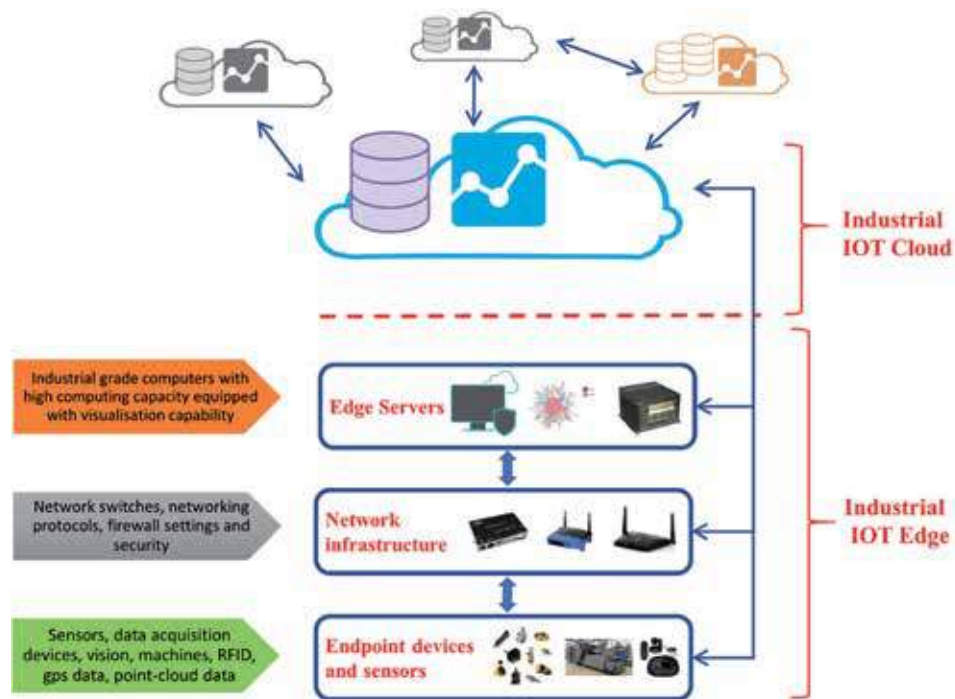 Industrial
IOT Cloud
Industrial grade computers with
high computing capacity equipped
with visualisation capability
Edge Servers
Network switches, networking
protocols, firewall settings and
security
Network
infrastructure
Industrial
IOT Edge
Sensors, data acquisition
devices, vision, machines, RFID,
gps data, point-cloud data
Endpoint devices
and sensors